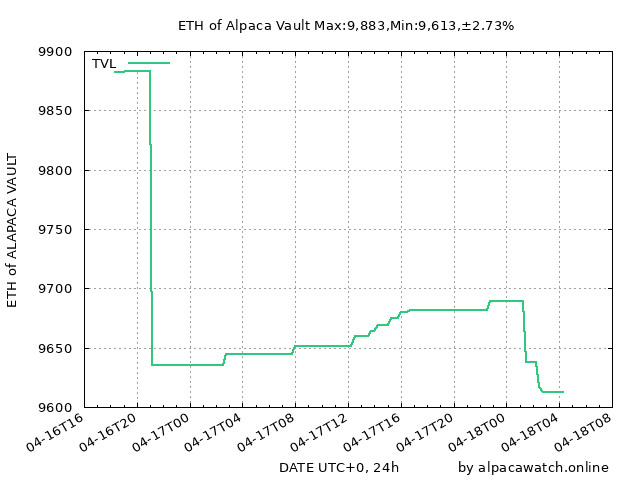 ETH of Alpaca Vault Max:9,883,Min:9,613,±2.73%
TVL
9900
9850
9800
9750
9700
9650
9600
ETH of ALAPACA VAULT
04-16T16
04-16T20
04-17T00
04-17T04
04-17T08
04-17T12
04-17T16
04-17T20
04-18T00
04-18T04
04-18T08
DATE UTC+0, 24h
by alpacawatch.online